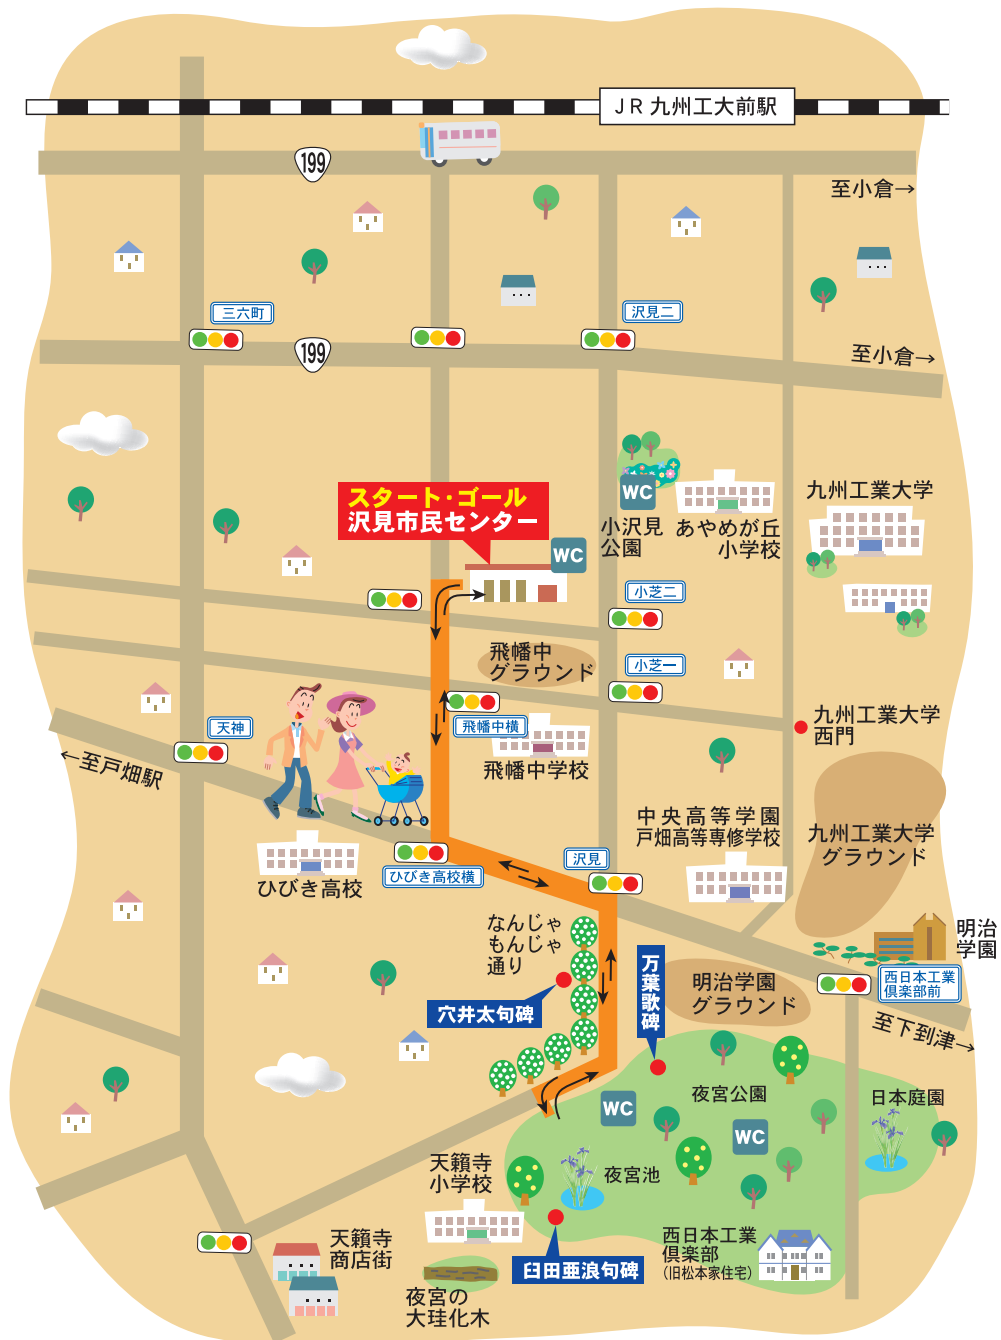 JR九州工大前駅
199
至小倉→
三六町
沢見二
199
至小倉→
スタート・ゴール
沢見市民センター
WC
WC
小沢見
公園
あやめが丘
小学校
九州工業大学
小芝二
飛幡中
グラウンド
小芝一
天神
←至戸畑駅
飛幡中横
飛幡中学校
九州工業大学
西門
中央高等学園
戸畑高等専修学校
九州工業大学
グラウンド
ひびき高校
ひびき高校横
沢見
なんじゃ
もんじゃ
通り
穴井太句碑
万葉歌碑
明治学園
グラウンド
明治
学園
西日本工業
倶楽部前
至下到津→
夜宮公園
WC
WC
日本庭園
天籟寺
小学校
夜宮池
天籟寺
商店街
臼田亜浪句碑
西日本工業
倶楽部
(旧松本家住宅)
夜宮の
大珪化木